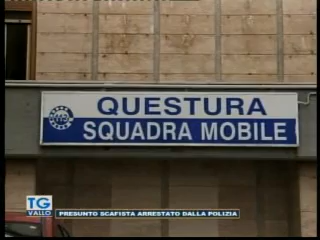 QUESTURA
SQUADRA MOBILE
TG
VALLO
PRESUNTO SCAFISTA ARRESTATO DALLA POLIZIA